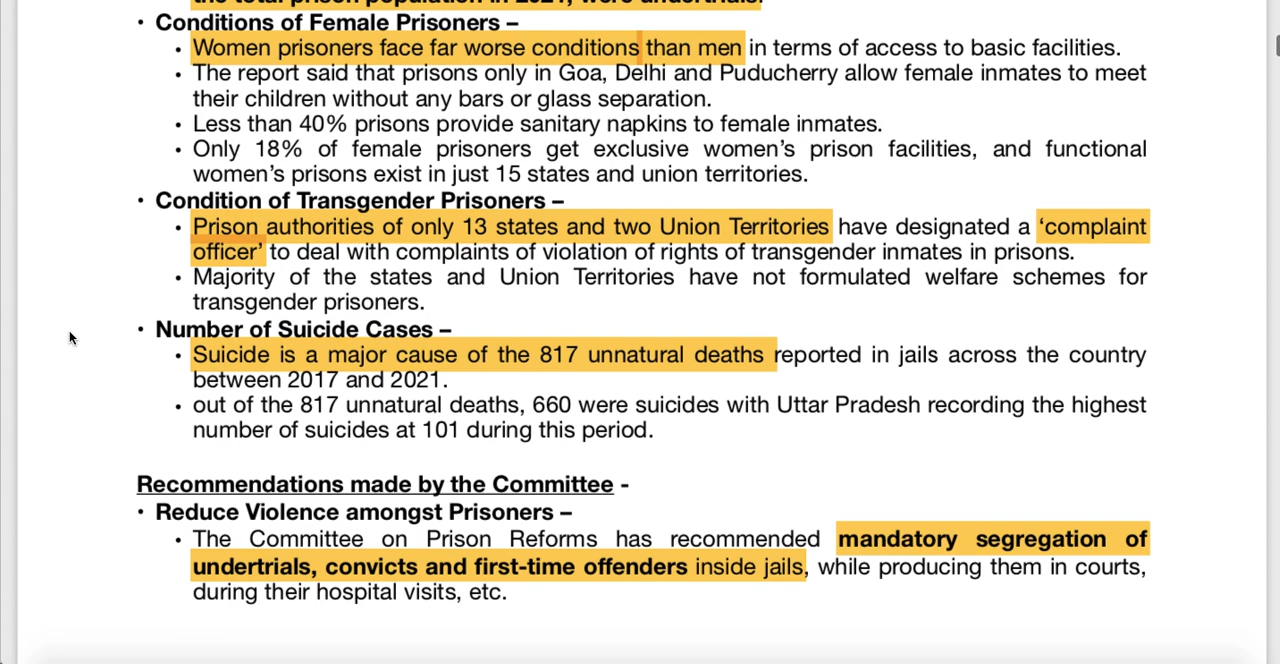 the total prison population in 2021, were undertrials.
• Conditions of Female Prisoners –
• Women prisoners face far worse conditions than men in terms of access to basic facilities.
• The report said that prisons only in Goa, Delhi and Puducherry allow female inmates to meet
their children without any bars or glass separation.
• Less than 40% prisons provide sanitary napkins to female inmates.
• Only 18% of female prisoners get exclusive women’s prison facilities, and functional
women’s prisons exist in just 15 states and union territories.
• Condition of Transgender Prisoners –
• Prison authorities of only 13 states and two Union Territories have designated a ‘complaint
officer’ to deal with complaints of violation of rights of transgender inmates in prisons.
• Majority of the states and Union Territories have not formulated welfare schemes for
transgender prisoners.
• Number of Suicide Cases –
• Suicide is a major cause of the 817 unnatural deaths reported in jails across the country
between 2017 and 2021.
• out of the 817 unnatural deaths, 660 were suicides with Uttar Pradesh recording the highest
number of suicides at 101 during this period.
Recommendations made by the Committee -
• Reduce Violence amongst Prisoners –
• The Committee on Prison Reforms has recommended mandatory segregation of
undertrials, convicts and first-time offenders inside jails, while producing them in courts,
during their hospital visits, etc.